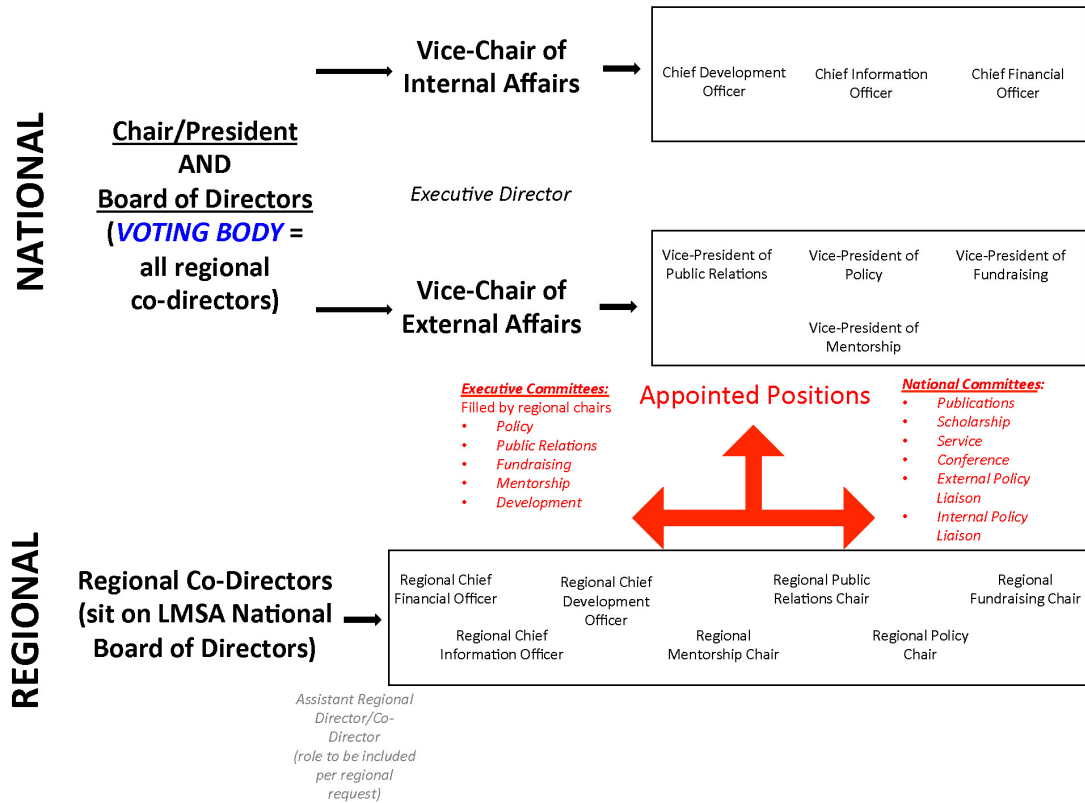 NATIONAL
Chair/President
AND
Board of Directors
(VOTING BODY =
all regional
co-directors)
Vice-Chair of
Internal Affairs
Chief Development
Officer
Chief Information
Officer
Chief Financial
Officer
Executive Director
Vice-Chair of
External Affairs
Vice-President of
Public Relations
Vice-President of
Policy
Vice-President of
Fundraising
Vice-President of
Mentorship
Executive Committees:
Filled by regional chairs
• Policy
• Public Relations
• Fundraising
• Mentorship
• Development
Appointed Positions
National Committees:
• Publications
• Scholarship
• Service
• Conference
• External Policy
Liaison
• Internal Policy
Liaison
REGIONAL
Regional Co-Directors
(sit on LMSA National
Board of Directors)
Regional Chief
Financial Officer
Regional Chief
Development
Officer
Regional Public
Relations Chair
Regional
Fundraising Chair
Regional Chief
Information Officer
Regional
Mentorship Chair
Regional Policy
Chair
Assistant Regional
Director/Co-
Director
(role to be included
per regional
request)